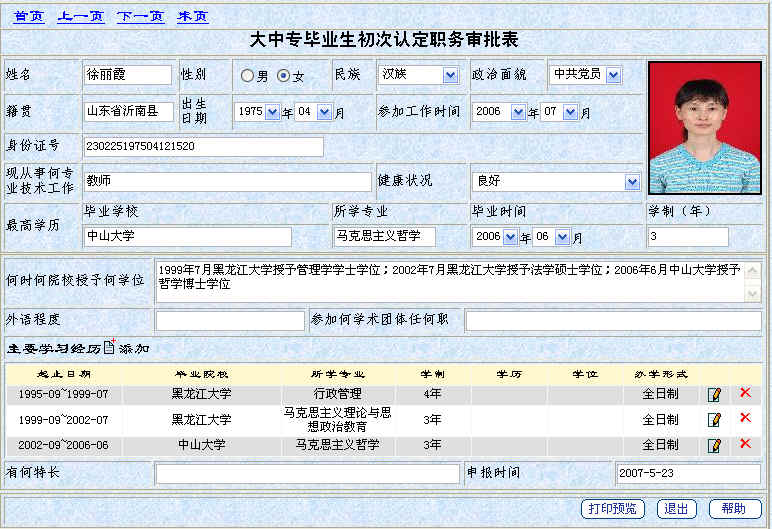 首页 上一页 下一页 末页
大中专毕业生初次认定职务审批表
姓名 徐丽霞 性别 男 女 民族 汉族 政治面貌 中共党员
籍贯 山东省沂南县 出生日期 1975 年 04 月 参加工作时间 2006 年 07 月
身份证号 230225197504121520
现从事何专业技术工作 教师 健康状况 良好
最高学历 毕业学校 所学专业 毕业时间 学制（年）
中山大学 马克思主义哲学 2006 年 06 月 3
何时何院校授予何学位 1999年7月黑龙江大学授予管理学学士学位；2002年7月黑龙江大学授予法学硕士学位；2006年6月中山大学授予
哲学博士学位
外语程度 参加何学术团体任何职
主要学习经历 添加
起止日期 毕业院校 所学专业 学制 学历 学位 办学形式
1995-09~1999-07 黑龙江大学 行政管理 4年 全日制
1999-09~2002-07 黑龙江大学 马克思主义理论与思想政治教育 3年 全日制
2002-09~2006-06 中山大学 马克思主义哲学 3年 全日制
有何特长 申报时间 2007-5-23
打印预览 退出 帮助